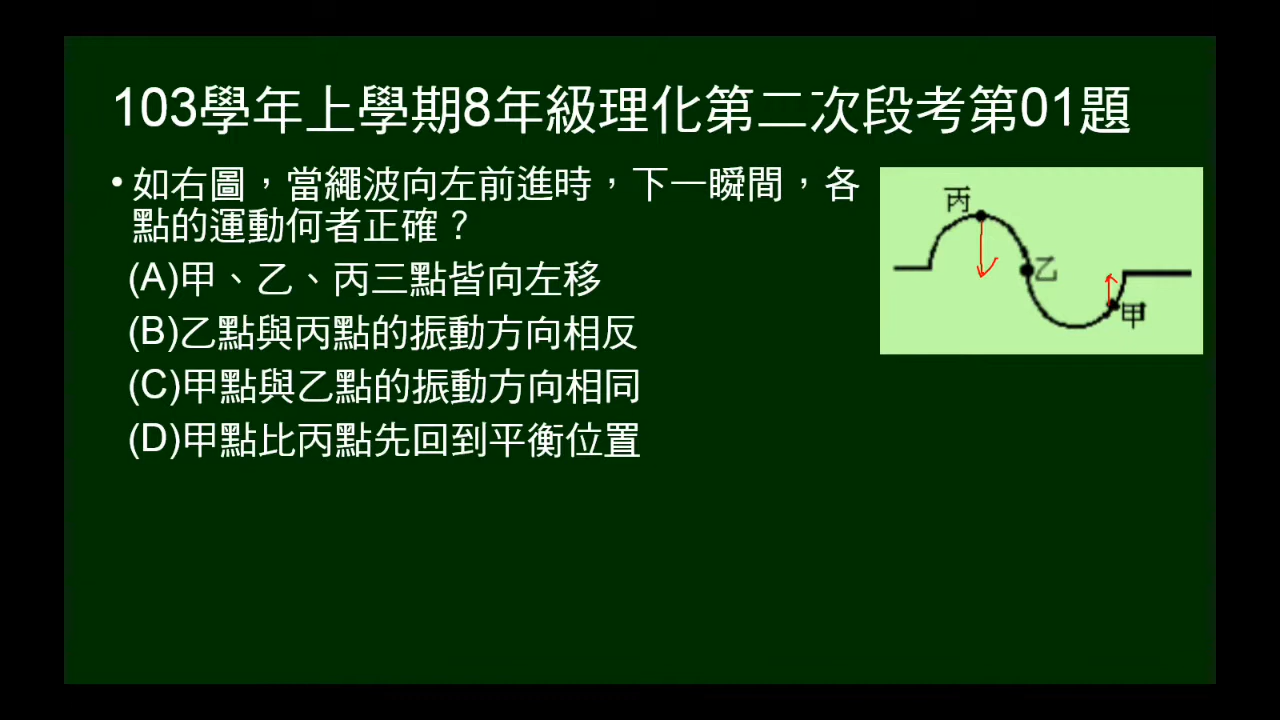 103學年上學期8年級理化第二次段考第01題
•如右圖，當繩波向左前進時，下一瞬間，各
點的運動何者正確？
(A)甲、乙、丙三點皆向左移
(B)乙點與丙點的振動方向相反
(C)甲點與乙點的振動方向相同
(D)甲點比丙點先回到平衡位置
丙
乙
甲